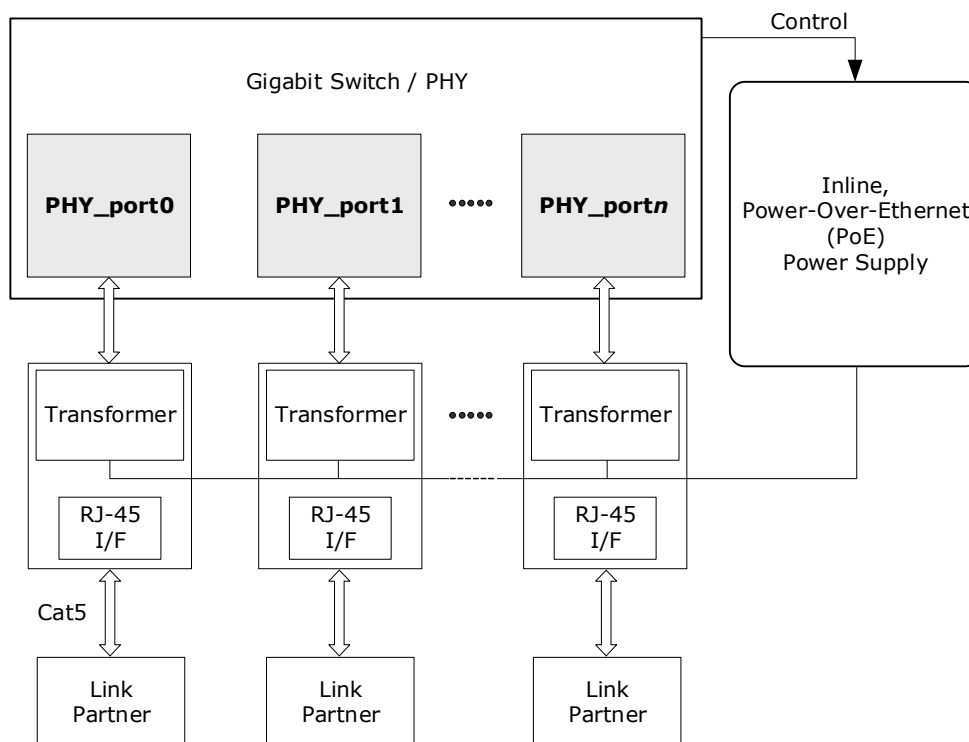 Control
Gigabit Switch / PHY
PHY_port0
PHY_port1
PHY_portn
Inline,
Power-Over-Ethernet
(PoE)
Power Supply
Transformer
Transformer
Transformer
RJ-45
I/F
RJ-45
I/F
RJ-45
I/F
Cat5
Link
Partner
Link
Partner
Link
Partner